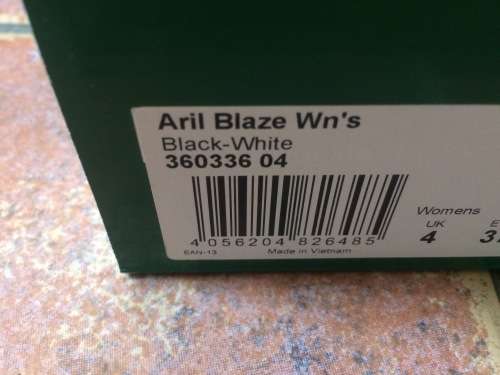 Aril Blaze Wn's
Black-White
360336 04
Womens
UK
4
4 056204 826485
EAN-13
Made in Vietnam